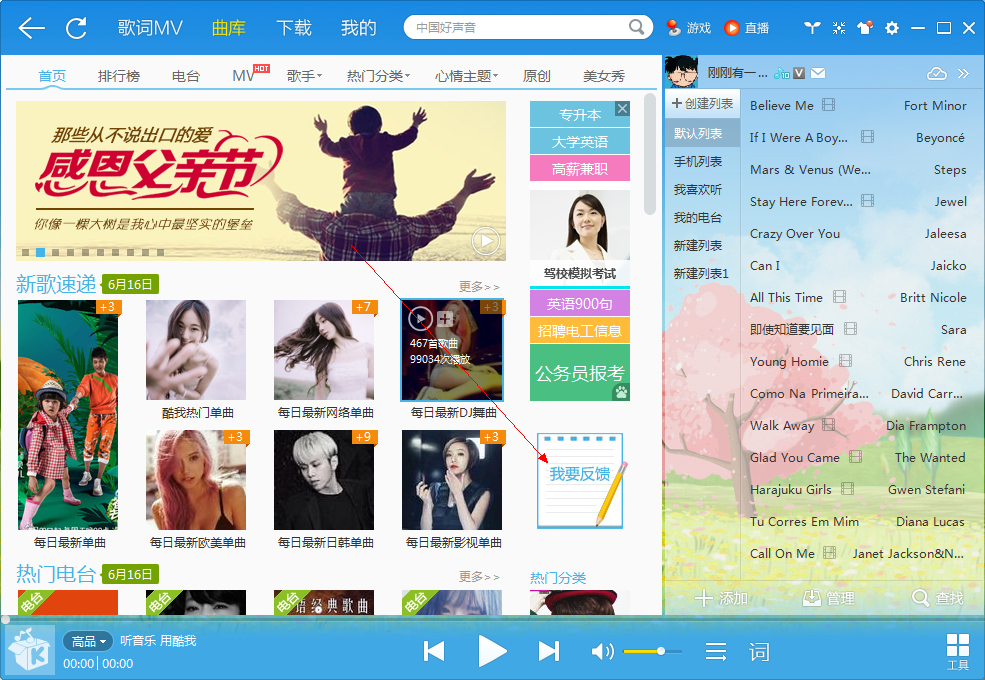 歌词MV 曲库 下载 我的 中国好声音 游戏 直播
首页 排行榜 电台 MV HOT 歌手 热门分类 心情主题 原创 美女秀
那些从不说出口的爱
感恩父亲节
你像一棵大树是我心中最坚实的堡垒
专升本
大学英语
高薪兼职
驾校模拟考试
英语900句
招聘电工信息
公务员报考
我要反馈
新歌速递 6月16日 更多>>
+3
+7
+3
467首歌曲
99034次播放
酷我热门单曲 每日最新网络单曲 每日最新DJ舞曲
+3
+9
+3
每日最新单曲 每日最新欧美单曲 每日最新日韩单曲 每日最新影视单曲
热门电台 6月16日 更多>>
热门分类
电台 电台 电台 电台
语经典歌曲
刚刚有一... V
+创建列表
默认列表
手机列表
我喜欢听
我的电台
新建列表
新建列表1
Believe Me Fort Minor
If I Were A Boy... Beyoncé
Mars & Venus (We... Steps
Stay Here Forev... Jewel
Crazy Over You Jaleesa
Can I Jaicko
All This Time Britt Nicole
即使知道要见面 Sara
Young Homie Chris Rene
Como Na Primeira... David Carr...
Walk Away Dia Frampton
Glad You Came The Wanted
Harajuku Girls Gwen Stefani
Tu Corres Em Mim Diana Lucas
Call On Me Janet Jackson&N...
添加 管理 查找
K
高品 听音乐 用酷我
00:00|00:00
词
工具